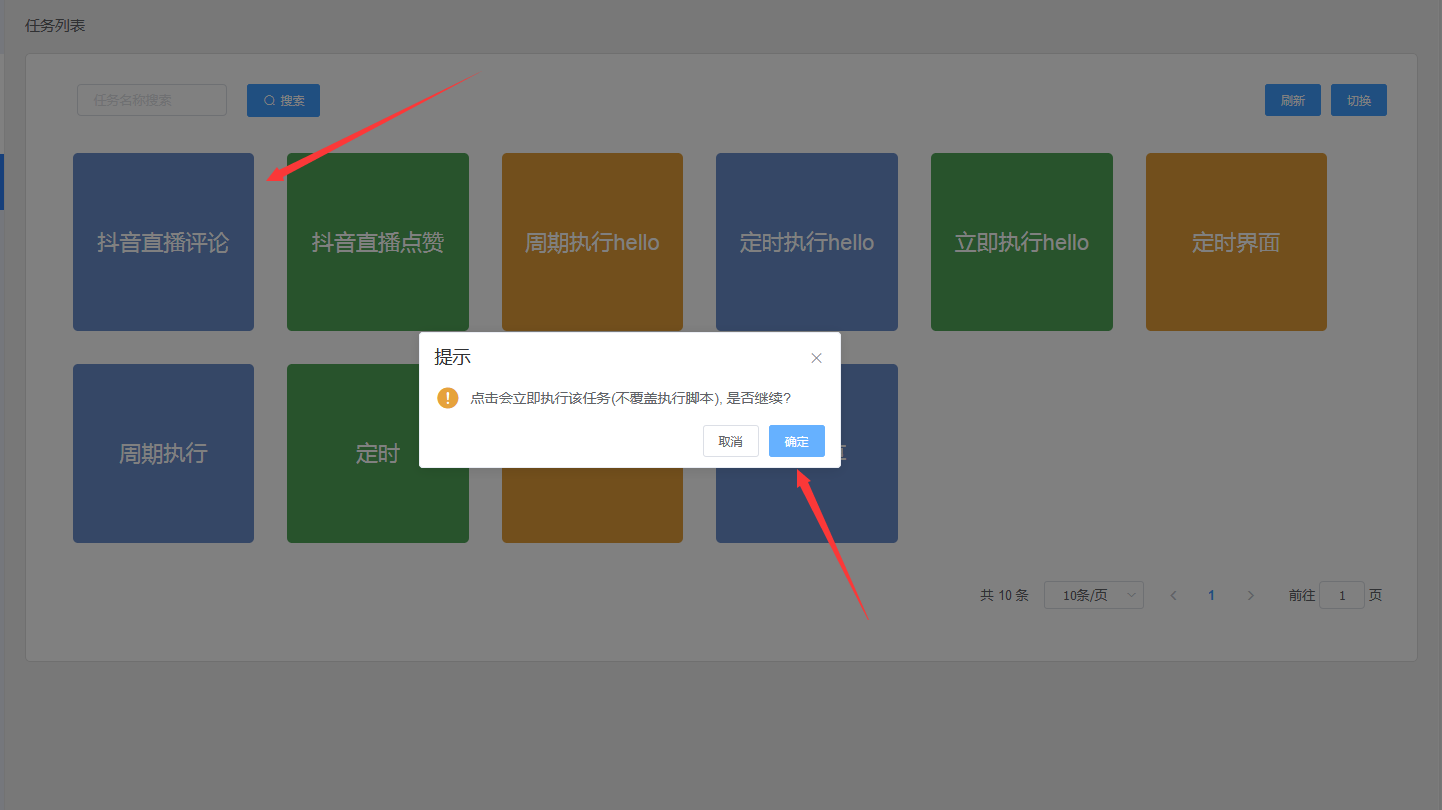 任务列表
任务名称搜索
搜索
刷新
切换
抖音直播评论
抖音直播点赞
周期执行hello
定时执行hello
立即执行hello
定时界面
提示
点击会立即执行该任务(不覆盖执行脚本), 是否继续?
取消
确定
周期执行
定时
共 10 条
10条/页
1
前往
1
页